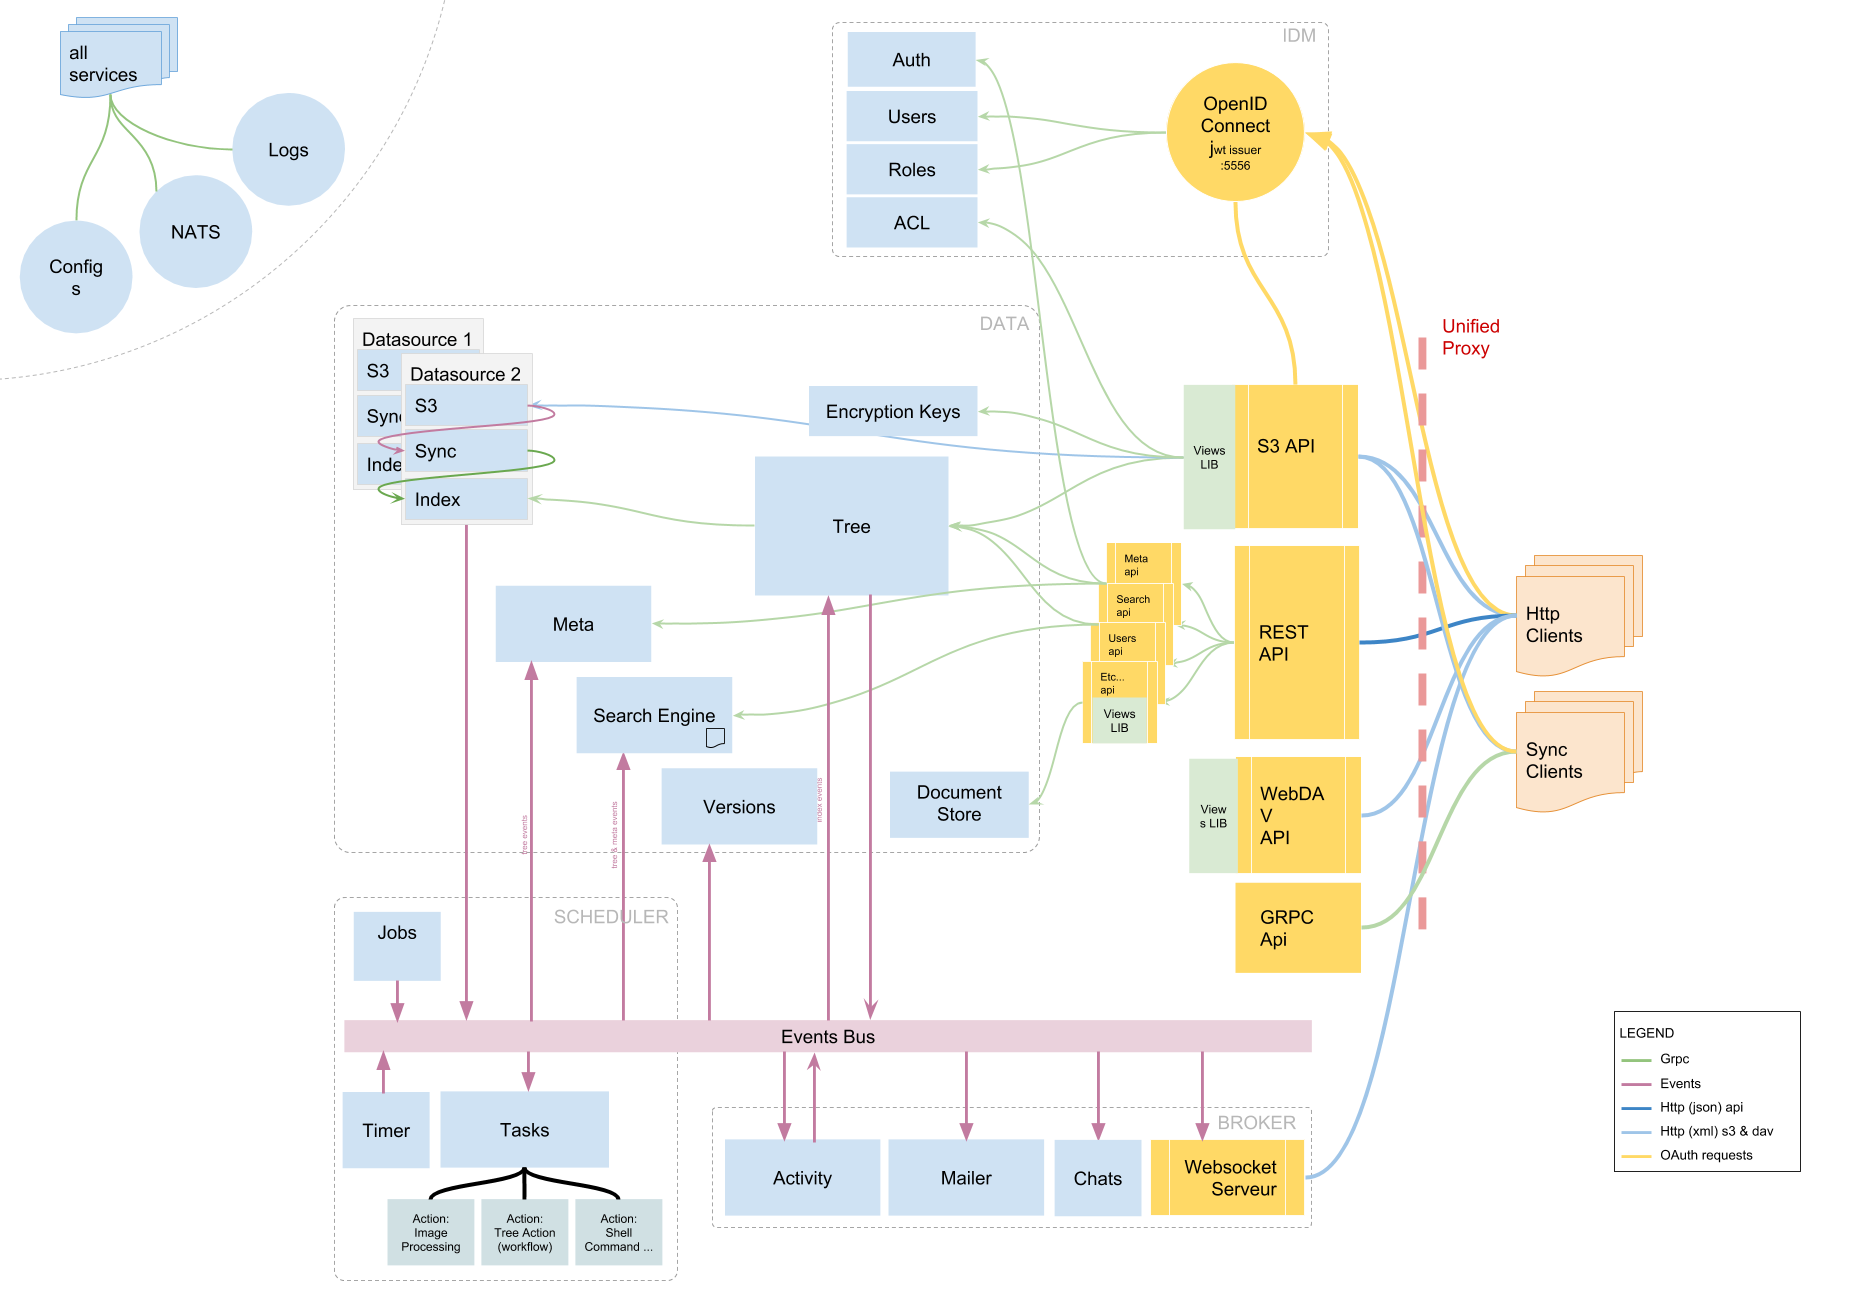 all
services
Logs
NATS
Config
s
IDM
Auth
Users
Roles
ACL
OpenID
Connect
jwt issuer
:5556
Unified
Proxy
DATA
Datasource 1
S3
Sync
Inde
Datasource 2
S3
Sync
Index
Encryption Keys
Tree
Meta
Search Engine
Versions
Document
Store
tree events
tree & meta events
index events
Views
LIB
S3 API
Meta
api
Search
api
Users
api
Etc...
api
Views
LIB
REST
API
View
s LIB
WebDA
V
API
GRPC
Api
Http
Clients
Sync
Clients
SCHEDULER
Jobs
Events Bus
Timer
Tasks
Action:
Image
Processing
Action:
Tree Action
(workflow)
Action:
Shell
Command ...
BROKER
Activity
Mailer
Chats
Websocket
Serveur
LEGEND
Grpc
Events
Http (json) api
Http (xml) s3 & dav
OAuth requests